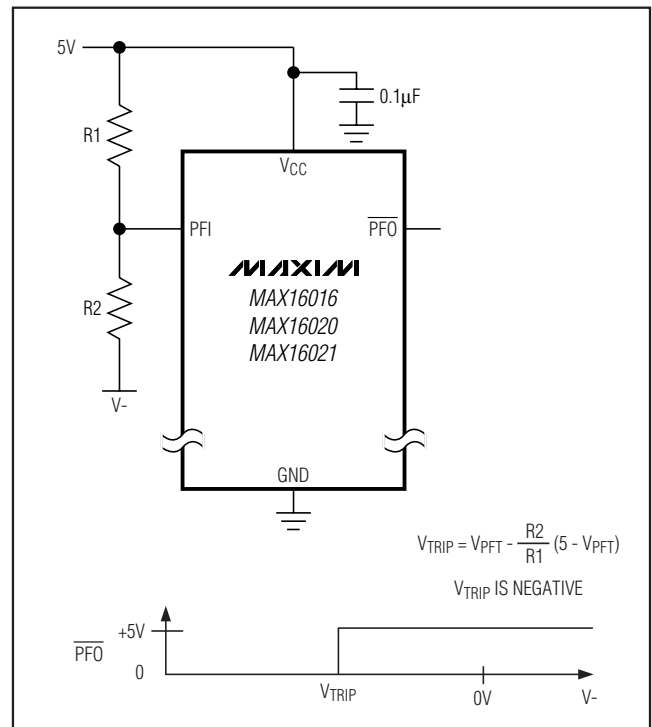 5V
0.1µF
R1
VCC
PFI
PFO
MAXIM
MAX16016
MAX16020
MAX16021
R2
V-
GND
VTRIP = VPFT - R2/R1 (5 - VPFT)
VTRIP IS NEGATIVE
+5V
PFO
0
VTRIP
0V
V-